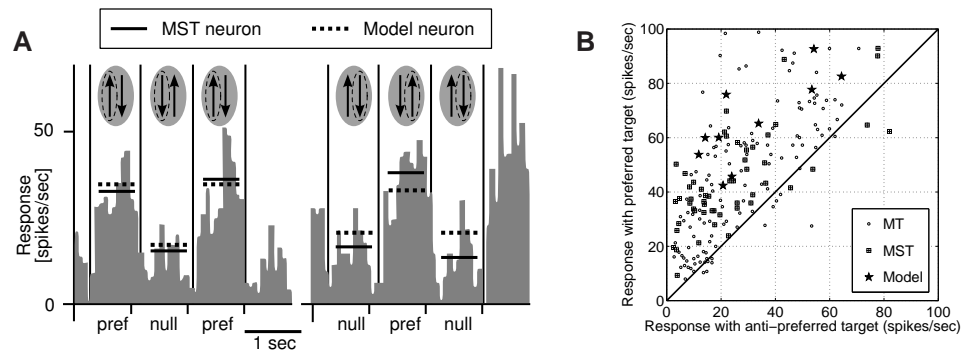 MST neuron
Model neuron
A
Response
[spikes/sec]
50
0
pref
null
pref
1 sec
null
pref
null
B
Response with preferred target (spikes/sec)
100
80
60
40
20
0
0
20
40
60
80
100
Response with anti−preferred target (spikes/sec)
MT
MST
Model